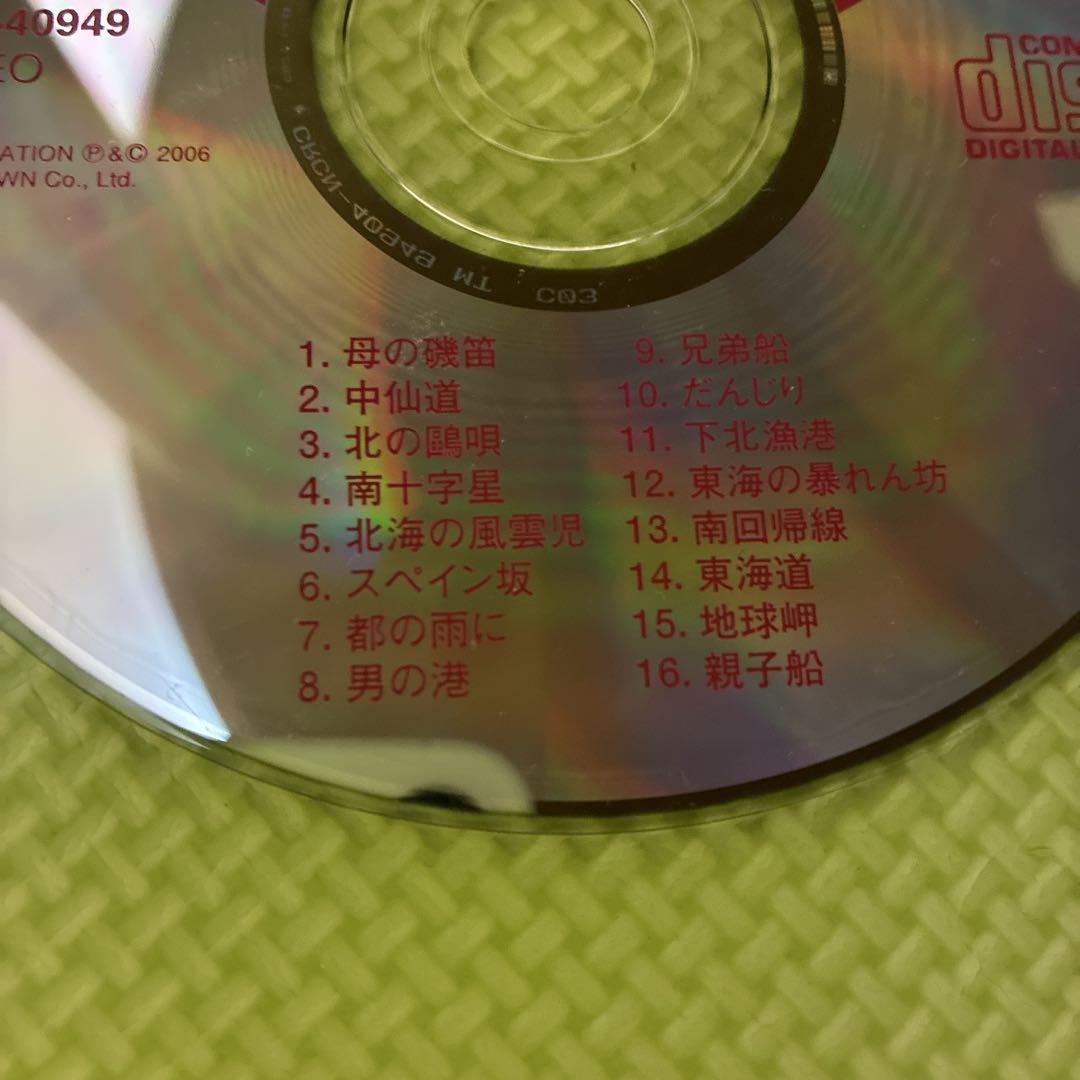 -40949
EO
ATION Ⓟ&© 2006
WN Co., Ltd.
COM
dis
DIGITAL
CRCN-40949 TM C03
1. 母の磯笛
2. 中仙道
3. 北の鷗唄
4. 南十字星
5. 北海の風雲児
6. スペイン坂
7. 都の雨に
8. 男の港
9. 兄弟船
10. だんじり
11. 下北漁港
12. 東海の暴れん坊
13. 南回帰線
14. 東海道
15. 地球岬
16. 親子船